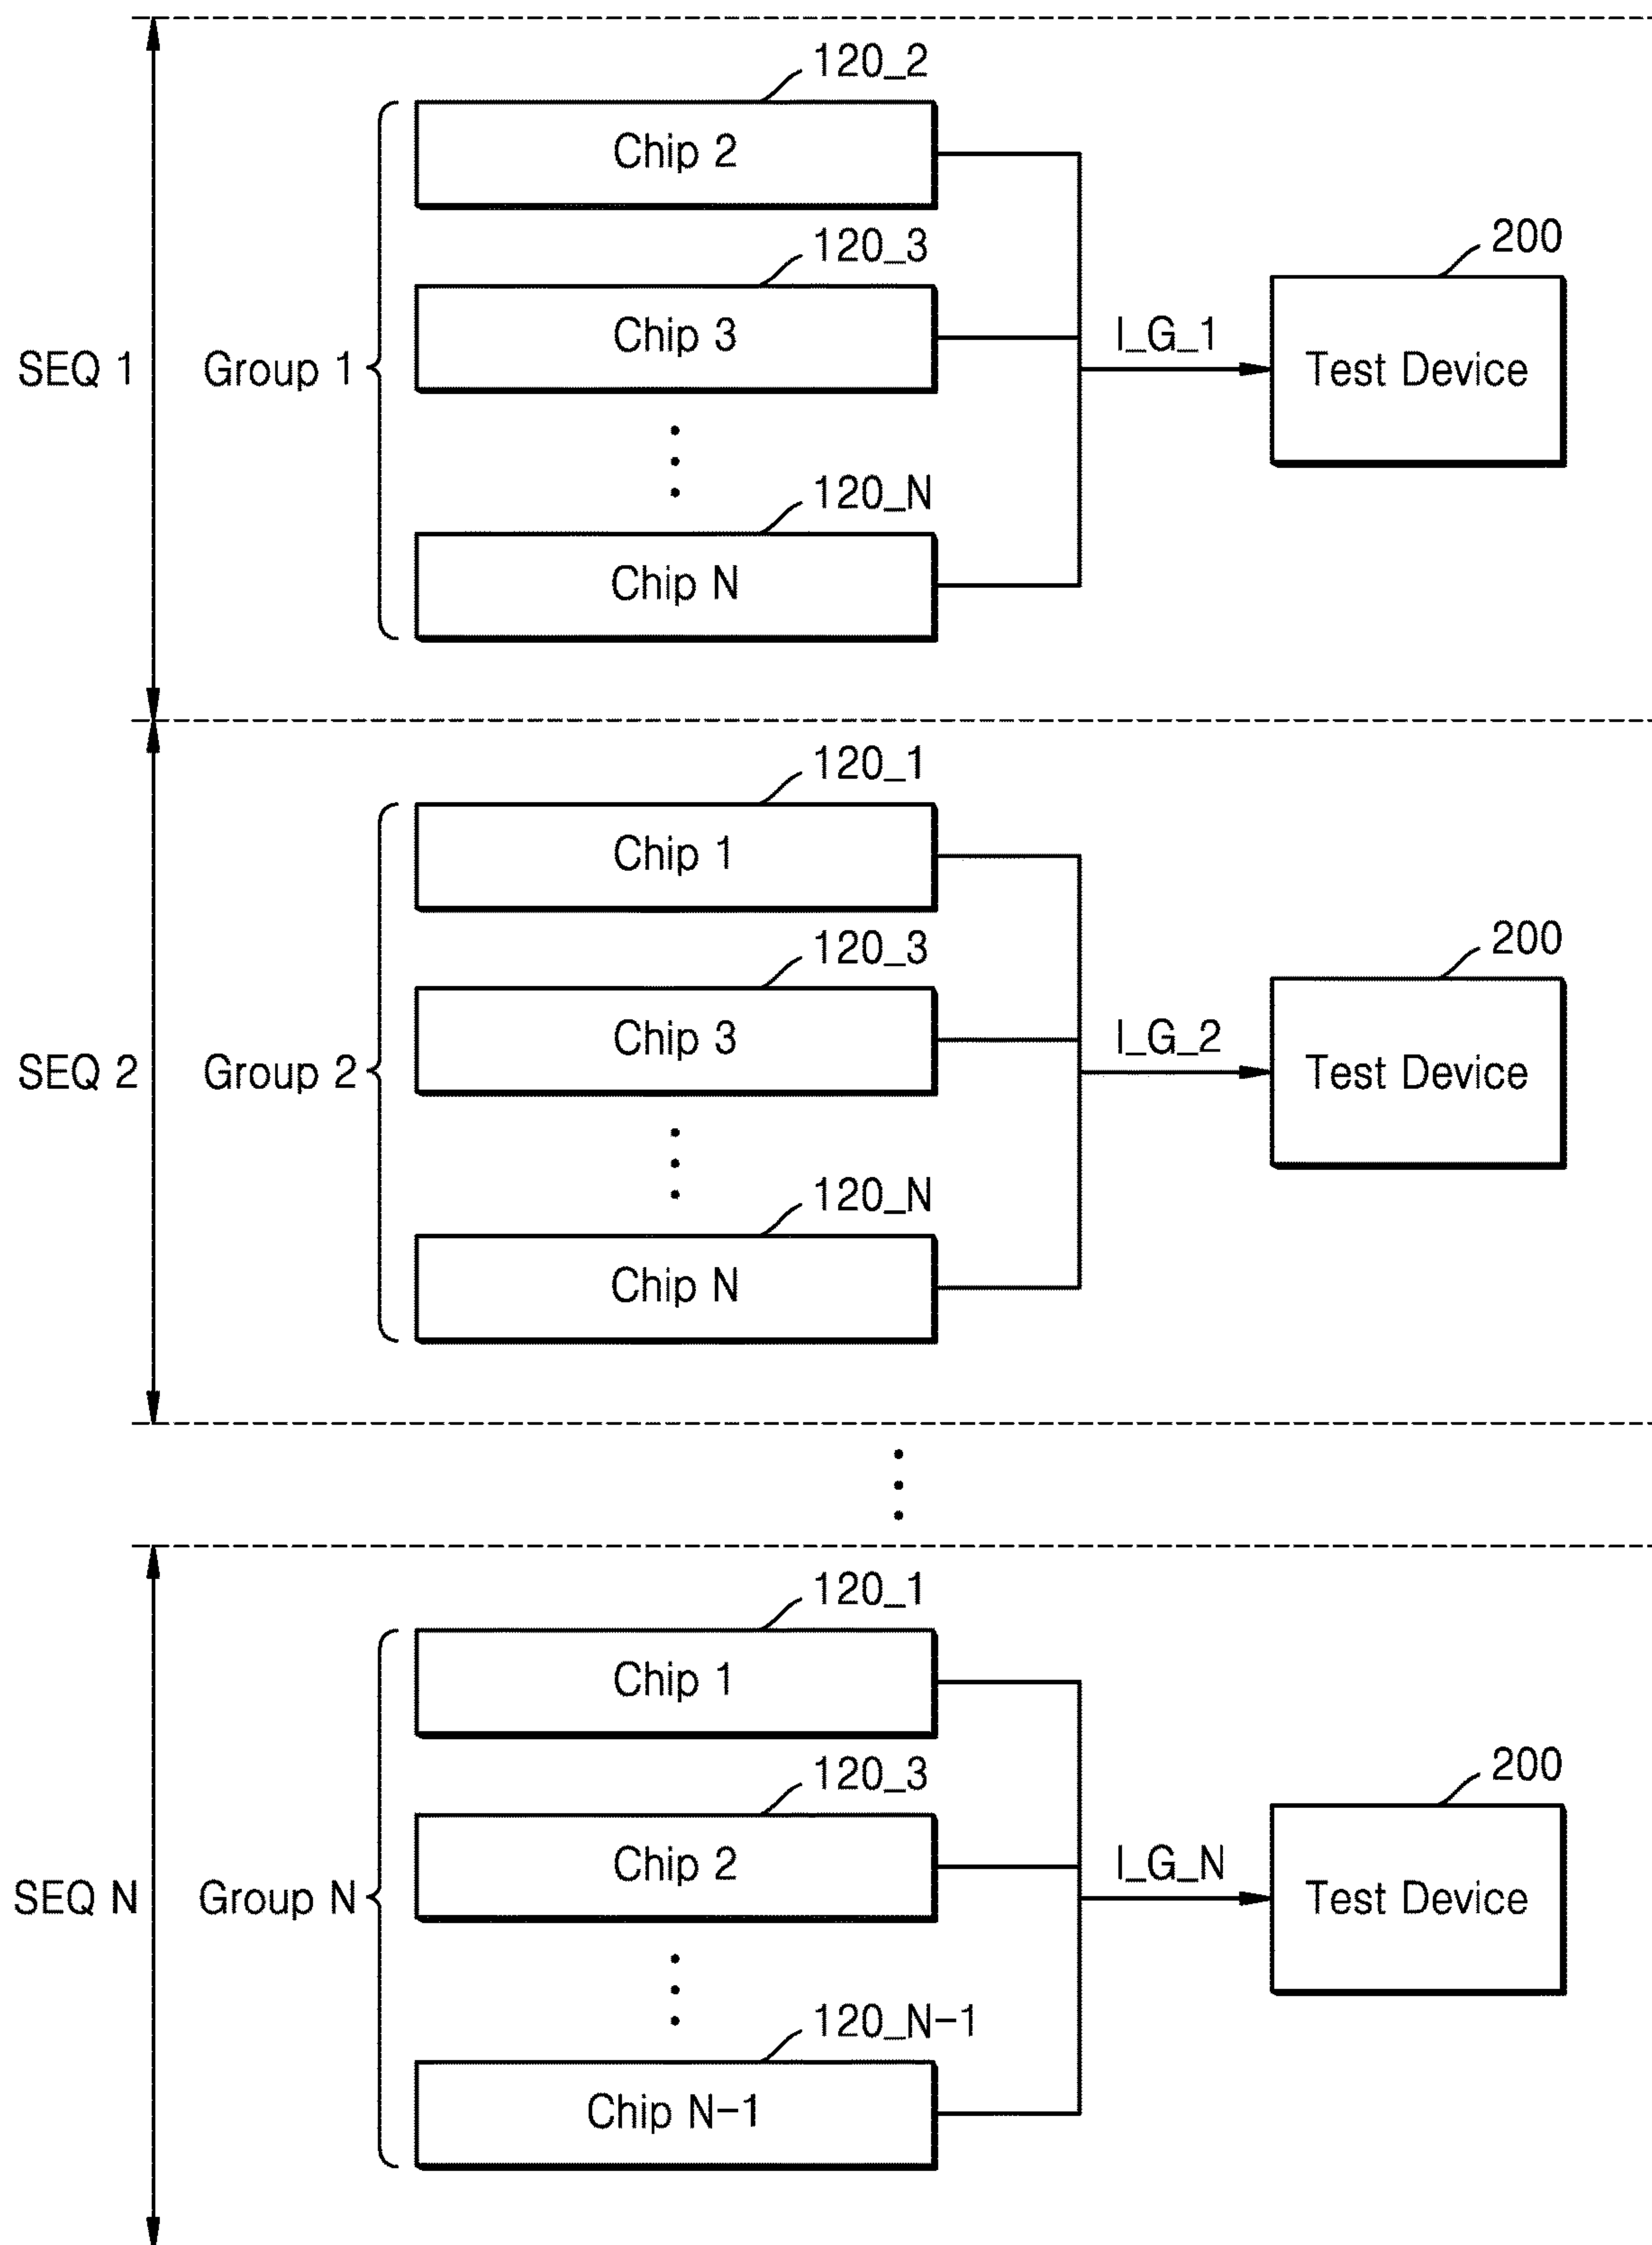 120_2
Chip 2
120_3
200
Chip 3
I_G_1
SEQ 1
Group 1
Test Device
120_N
Chip N
120_1
Chip 1
120_3
200
Chip 3
I_G_2
SEQ 2
Group 2
Test Device
120_N
Chip N
120_1
Chip 1
120_3
200
Chip 2
I_G_N
SEQ N
Group N
Test Device
120_N-1
Chip N-1